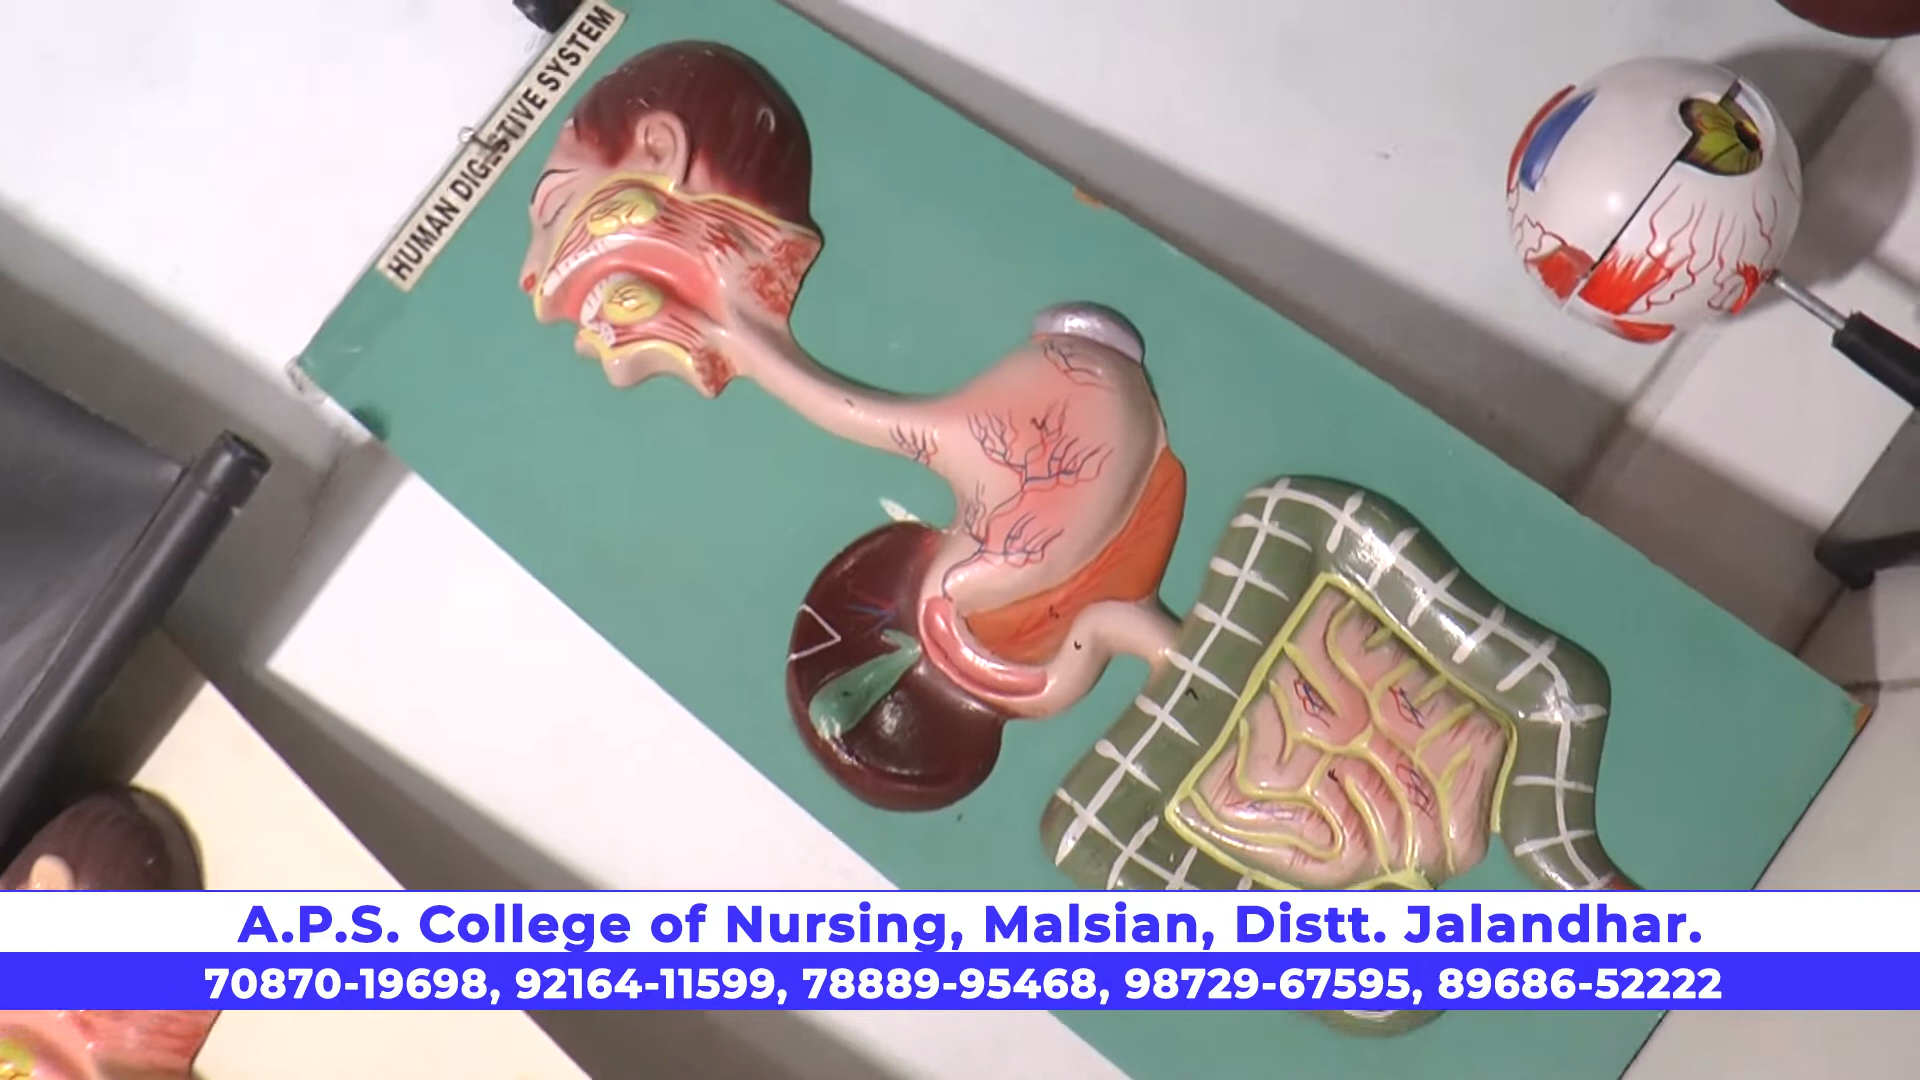 HUMAN DIGESTIVE SYSTEM
A.P.S. College of Nursing, Malsian, Distt. Jalandhar.
70870-19698, 92164-11599, 78889-95468, 98729-67595, 89686-52222